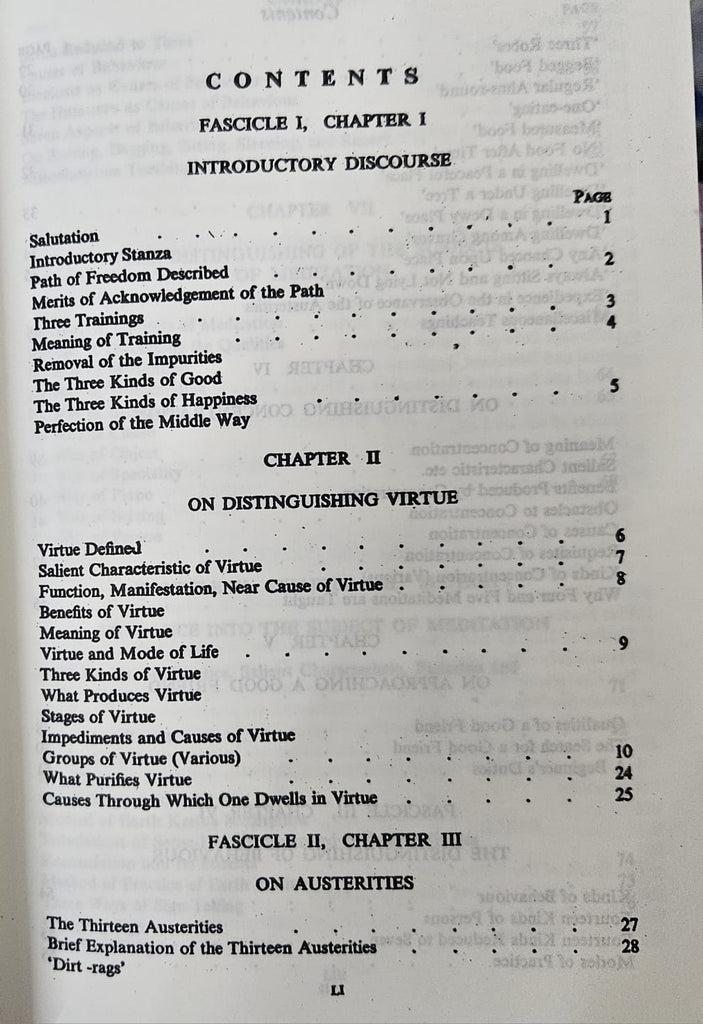 CONTENTS
FASCICLE I, CHAPTER I
INTRODUCTORY DISCOURSE
PAGE
Salutation . . . . . . . . . . . 1
Introductory Stanza
Path of Freedom Described . . . . . . . 2
Merits of Acknowledgement of the Path
Three Trainings . . . . . . . . . . 3
Meaning of Training . . . . . . . . . 4
Removal of the Impurities
The Three Kinds of Good
The Three Kinds of Happiness . . . . . . . 5
Perfection of the Middle Way
CHAPTER II
ON DISTINGUISHING VIRTUE
Virtue Defined . . . . . . . . . . 6
Salient Characteristic of Virtue . . . . . . . 7
Function, Manifestation, Near Cause of Virtue . . . . . 8
Benefits of Virtue
Meaning of Virtue
Virtue and Mode of Life . . . . . . . . . 9
Three Kinds of Virtue
What Produces Virtue
Stages of Virtue
Impediments and Causes of Virtue
Groups of Virtue (Various) . . . . . . . . 10
What Purifies Virtue . . . . . . . . 24
Causes Through Which One Dwells in Virtue . . . . . 25
FASCICLE II, CHAPTER III
ON AUSTERITIES
The Thirteen Austerities . . . . . . . . 27
Brief Explanation of the Thirteen Austerities . . . . . 28
‘Dirt -rags’
LI